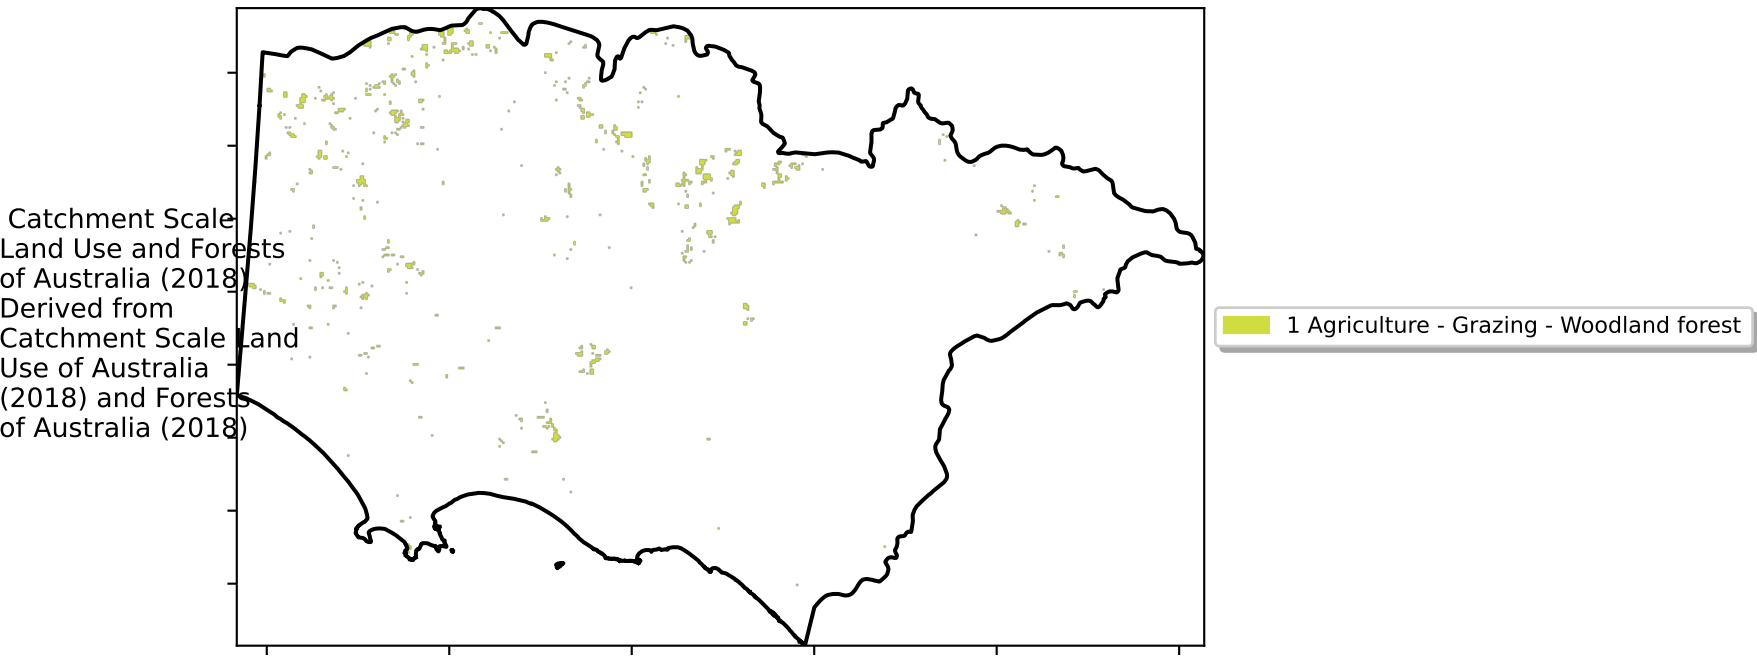 Catchment Scale
Land Use and Forests
of Australia (2018)
Derived from
Catchment Scale Land
Use of Australia
(2018) and Forests
of Australia (2018)
1 Agriculture - Grazing - Woodland forest